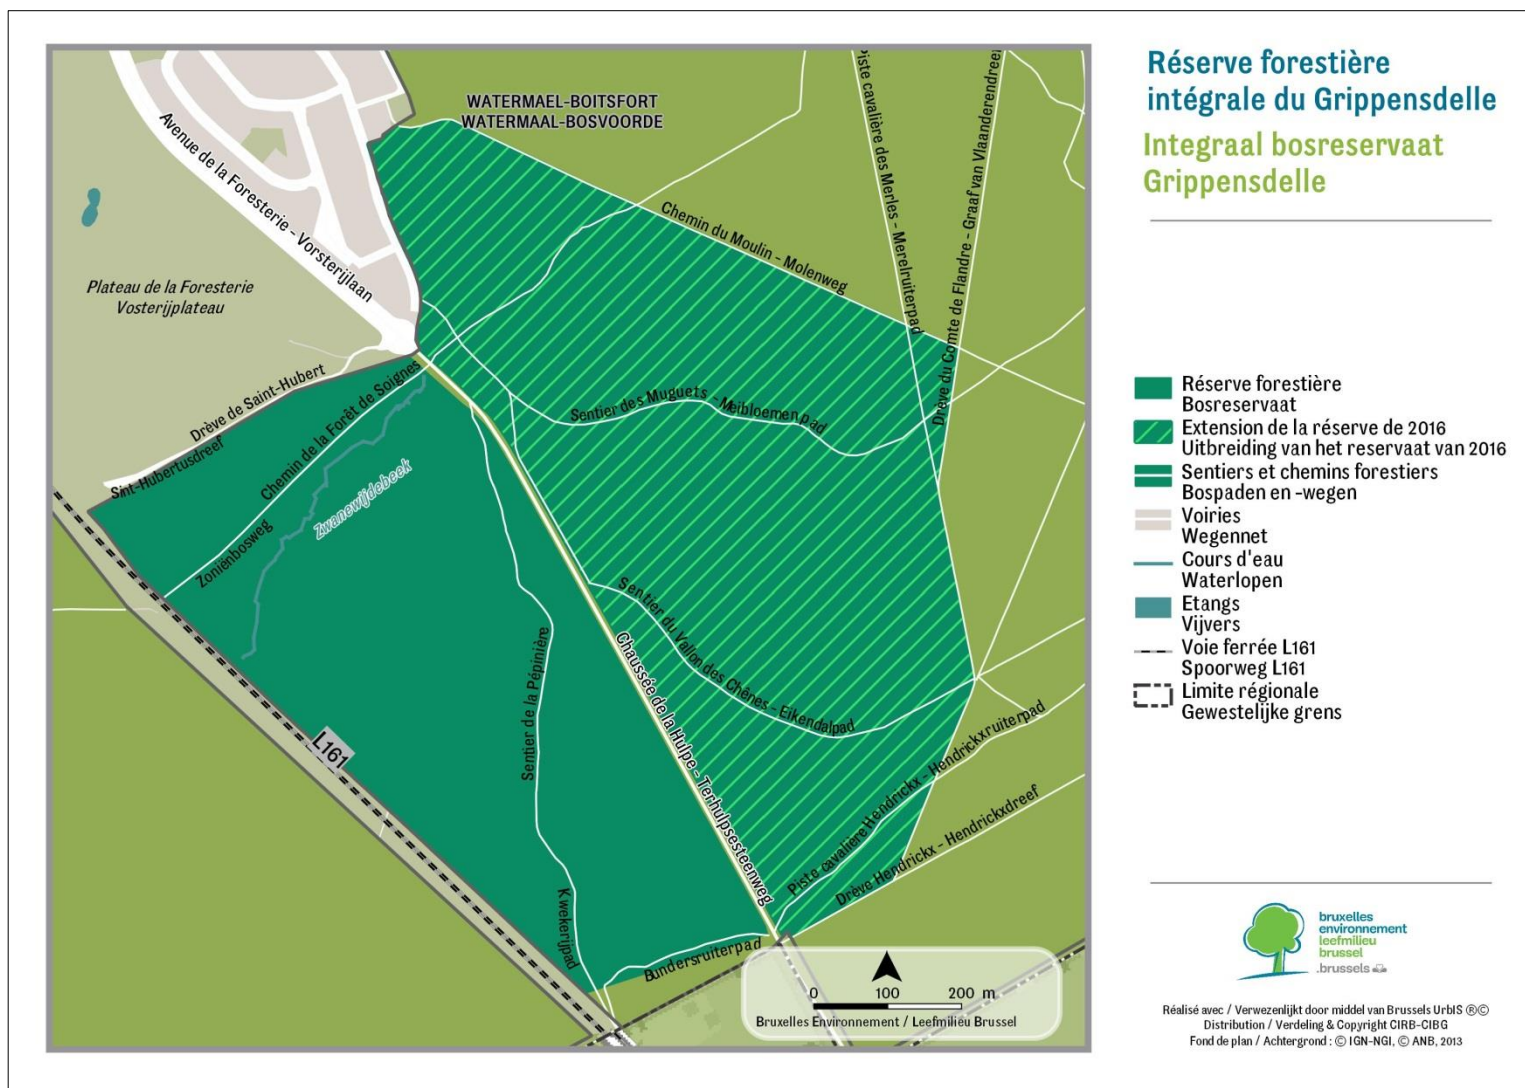 Réserve forestière
intégrale du Grippensdelle
Integraal bosreservaat
Grippensdelle
WATERMAEL-BOITSFORT
WATERMAAL-BOSVOORDE
Avenue de la Foresterie - Vorsterijlaan
Plateau de la Foresterie
Vosterijplateau
Piste cavalière des Merles - Merelruiterpad
Drève du Comte de Flandre - Graaf van Vlaanderendreef
Chemin du Moulin - Molenweg
Sentier des Muguets - Meibloemenpad
Drève de Saint-Hubert
Sint-Hubertusdreef
Chemin de la Forêt de Soignes
Zoniënbosweg
Zwanewijdebeek
Sentier du Vallon des Chênes - Eikendalpad
Chaussée de la Hulpe - Terhulpsesteenweg
Sentier de la Pépinière
Kwekerijpad
L161
Piste cavalière Hendrickx - Hendrickxruiterpad
Drève Hendrickx - Hendrickxdreef
Bundersruiterpad
0 100 200 m
Bruxelles Environnement / Leefmilieu Brussel
Réserve forestière
Bosreservaat
Extension de la réserve de 2016
Uitbreiding van het reservaat van 2016
Sentiers et chemins forestiers
Bospaden en -wegen
Voiries
Wegennet
Cours d'eau
Waterlopen
Etangs
Vijvers
Voie ferrée L161
Spoorweg L161
Limite régionale
Gewestelijke grens
bruxelles
environnement
leefmilieu
brussel
.brussels
Réalisé avec / Verwezenlijkt door middel van Brussels UrbIS ®©
Distribution / Verdeling & Copyright CIRB-CIBG
Fond de plan / Achtergrond : © IGN-NGI, © ANB, 2013